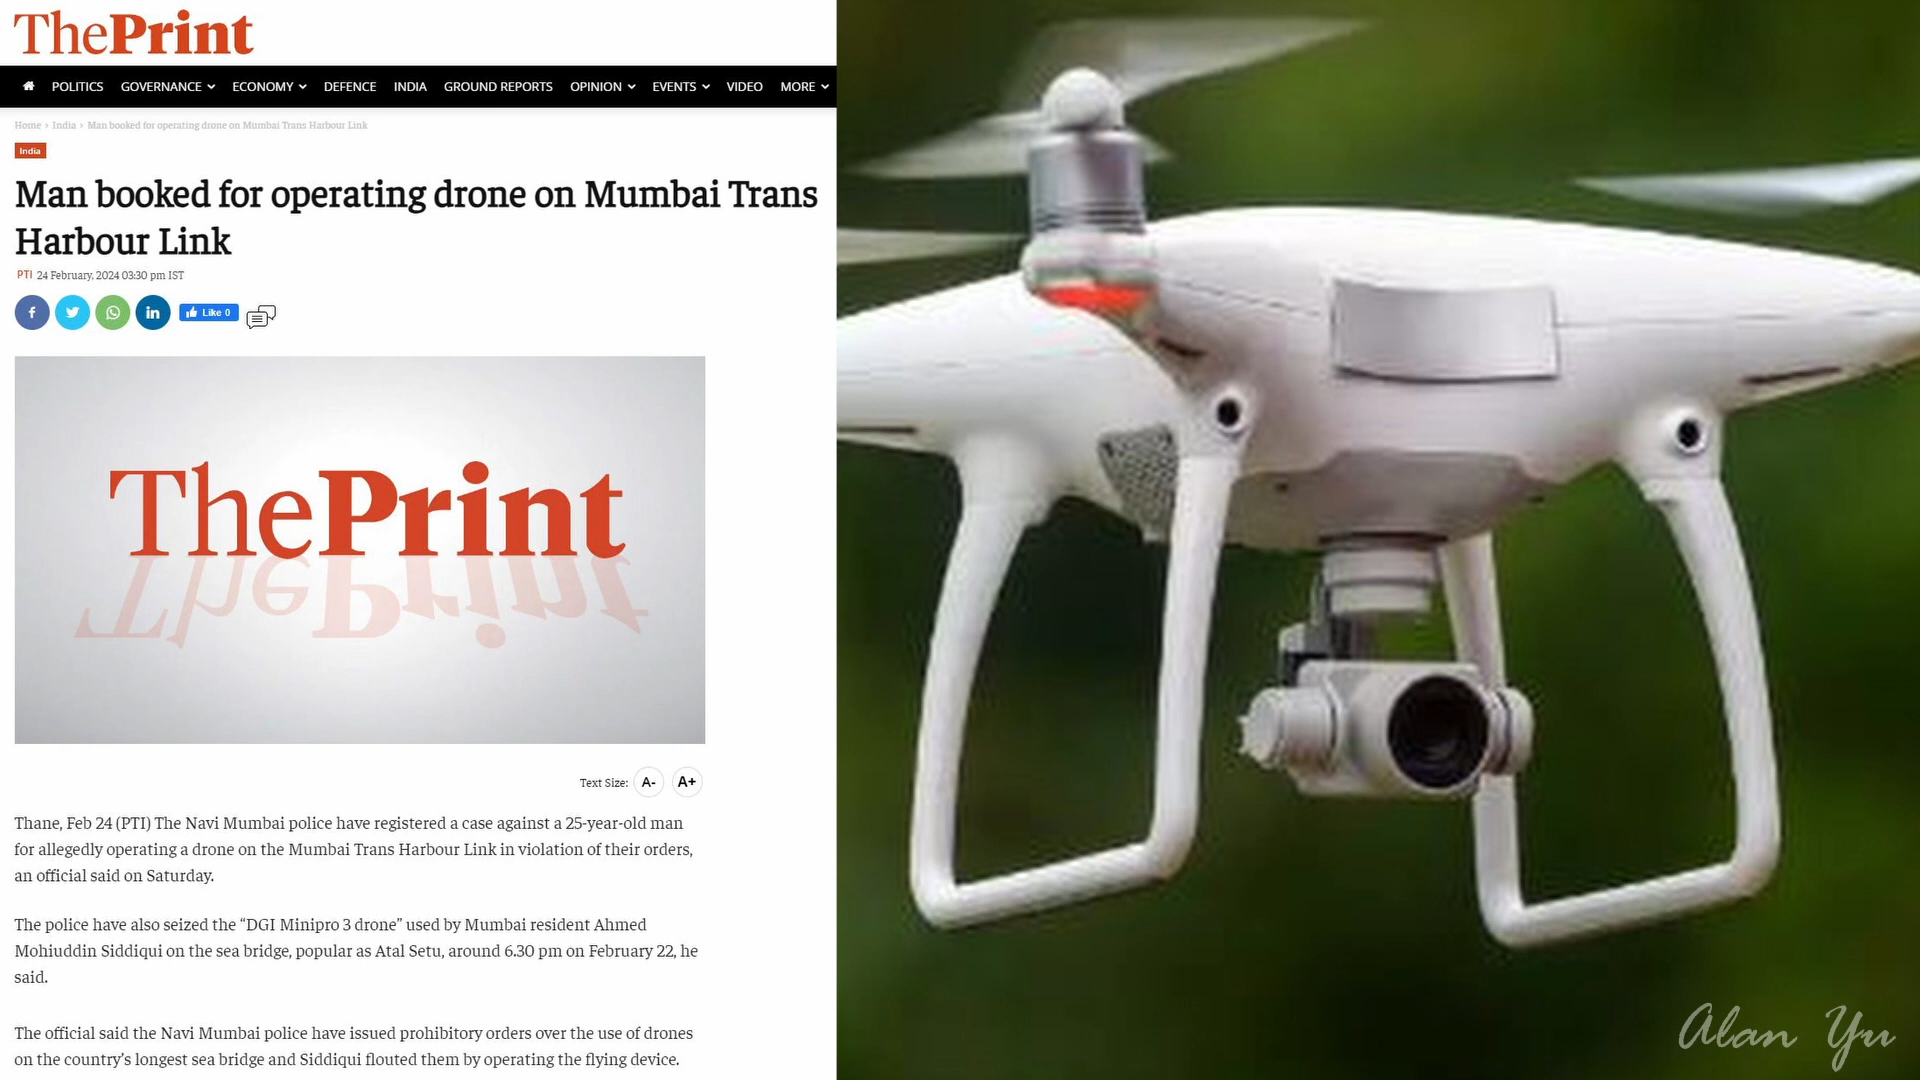 ThePrint
POLITICS GOVERNANCE ECONOMY DEFENCE INDIA GROUND REPORTS OPINION EVENTS VIDEO MORE
Home › India › Man booked for operating drone on Mumbai Trans Harbour Link
India
Man booked for operating drone on Mumbai Trans
Harbour Link
PTI 24 February, 2024 03:30 pm IST
Like 0
ThePrint
ThePrint
Text Size: A- A+
Thane, Feb 24 (PTI) The Navi Mumbai police have registered a case against a 25-year-old man
for allegedly operating a drone on the Mumbai Trans Harbour Link in violation of their orders,
an official said on Saturday.
The police have also seized the “DGI Minipro 3 drone” used by Mumbai resident Ahmed
Mohiuddin Siddiqui on the sea bridge, popular as Atal Setu, around 6.30 pm on February 22, he
said.
The official said the Navi Mumbai police have issued prohibitory orders over the use of drones
on the country’s longest sea bridge and Siddiqui flouted them by operating the flying device.
Alan Yu